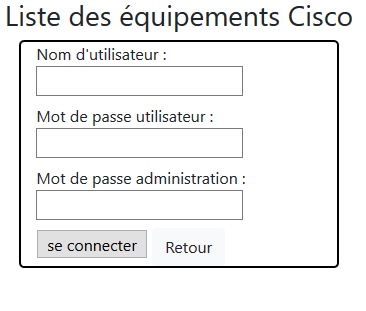 Liste des équipements Cisco
Nom d'utilisateur :
Mot de passe utilisateur :
Mot de passe administration :
se connecter Retour